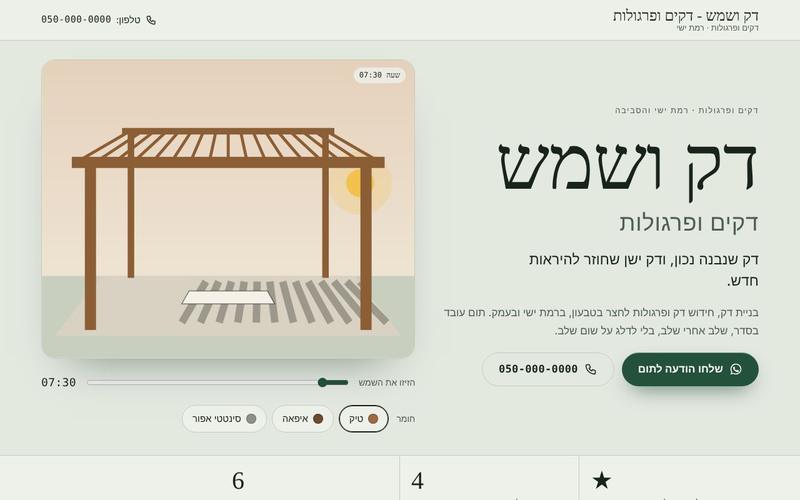 דק ושמש - דקים ופרגולות
דקים ופרגולות · רמת ישי
טלפון: 050-000-0000
דקים ופרגולות · רמת ישי והסביבה
דק ושמש
דקים ופרגולות
דק שנבנה נכון, ודק ישן שחוזר להיראות
חדש.
בניית דק, חידוש דק ופרגולות לחצר בטבעון, ברמת ישי ובעמק. תום עובד
בסדר, שלב אחרי שלב, בלי לדלג על שום שלב.
שלחו הודעה לתום
050-000-0000
שעה 07:30
הזיזו את השמש
07:30
חומר
טיק
איפאה
סינטטי אפור
★
4
6